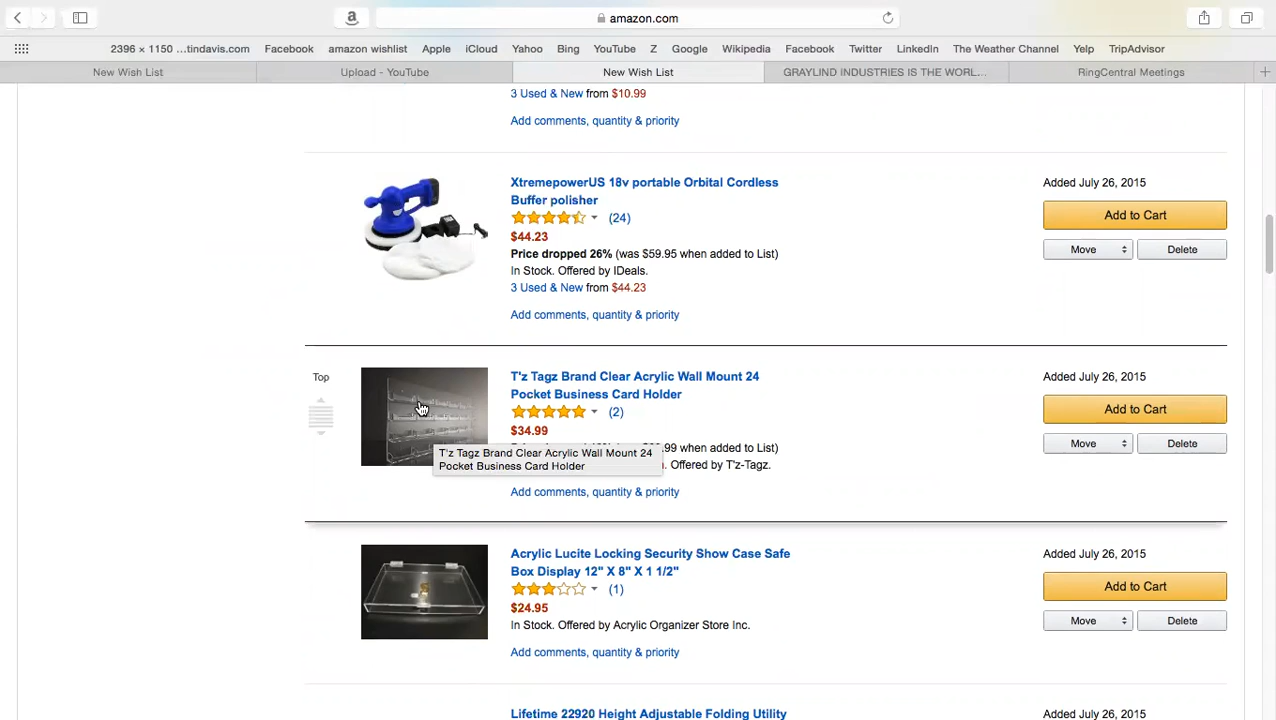 amazon.com
2396 × 1150 ...tindavis.com Facebook amazon wishlist Apple iCloud Yahoo Bing YouTube Z Google Wikipedia Facebook Twitter LinkedIn The Weather Channel Yelp TripAdvisor
New Wish List Upload - YouTube New Wish List GRAYLIND INDUSTRIES IS THE WORL... RingCentral Meetings
3 Used & New from $10.99
Add comments, quantity & priority
XtremepowerUS 18v portable Orbital Cordless
Buffer polisher
(24)
$44.23
Price dropped 26% (was $59.95 when added to List)
In Stock. Offered by IDeals.
3 Used & New from $44.23
Add comments, quantity & priority
Added July 26, 2015
Add to Cart
Move Delete
Top
T'z Tagz Brand Clear Acrylic Wall Mount 24
Pocket Business Card Holder
(2)
$34.99
.99 when added to List)
Offered by T'z-Tagz.
T'z Tagz Brand Clear Acrylic Wall Mount 24
Pocket Business Card Holder
Add comments, quantity & priority
Added July 26, 2015
Add to Cart
Move Delete
Acrylic Lucite Locking Security Show Case Safe
Box Display 12" X 8" X 1 1/2"
(1)
$24.95
In Stock. Offered by Acrylic Organizer Store Inc.
Add comments, quantity & priority
Added July 26, 2015
Add to Cart
Move Delete
Lifetime 22920 Height Adjustable Folding Utility
Added July 26, 2015